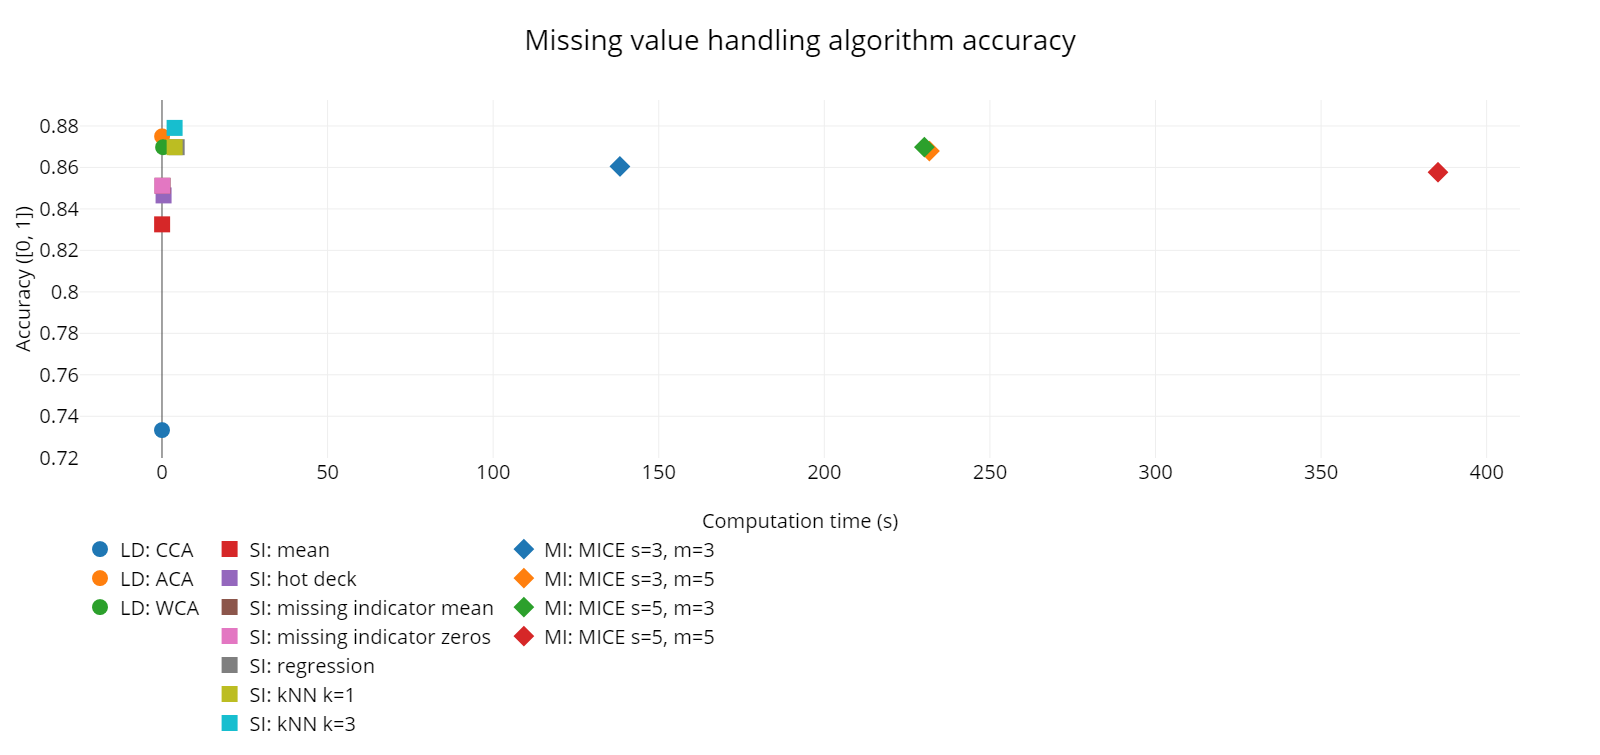 Missing value handling algorithm accuracy
Accuracy ([0, 1])
0.88
0.86
0.84
0.82
0.8
0.78
0.76
0.74
0.72
0 50 100 150 200 250 300 350 400
Computation time (s)
LD: CCA
LD: ACA
LD: WCA
SI: mean
SI: hot deck
SI: missing indicator mean
SI: missing indicator zeros
SI: regression
SI: kNN k=1
SI: kNN k=3
MI: MICE s=3, m=3
MI: MICE s=3, m=5
MI: MICE s=5, m=3
MI: MICE s=5, m=5